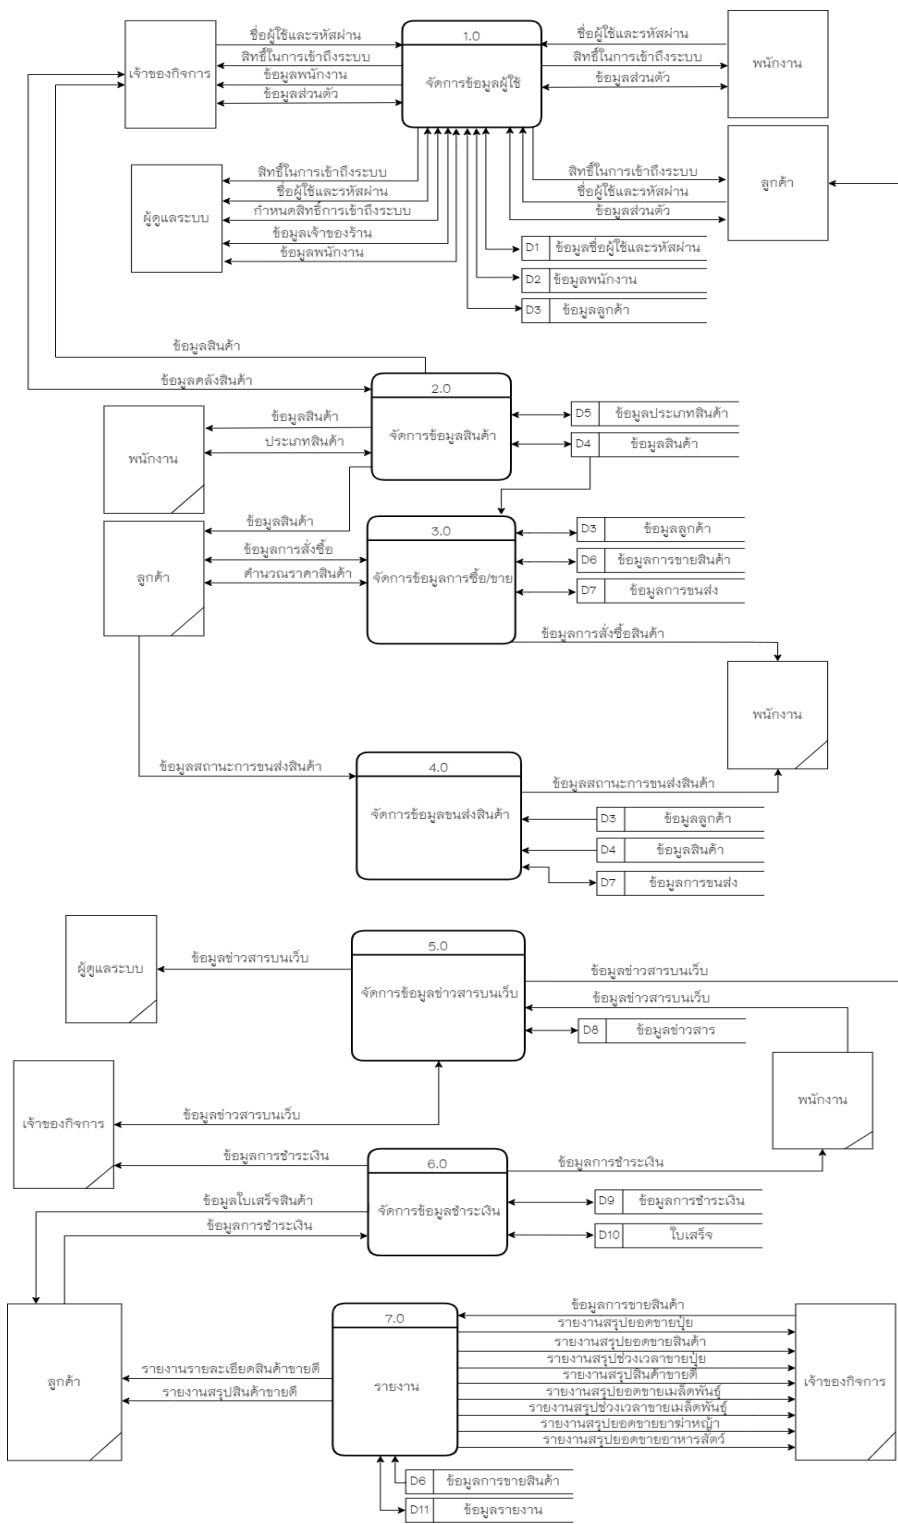 ชื่อผู้ใช้และรหัสผ่าน
1.0
ชื่อผู้ใช้และรหัสผ่าน
เจ้าของกิจการ
สิทธิ์ในการเข้าถึงระบบ
ข้อมูลพนักงาน
ข้อมูลส่วนตัว
จัดการข้อมูลผู้ใช้
สิทธิ์ในการเข้าถึงระบบ
ข้อมูลส่วนตัว
พนักงาน
ผู้ดูแลระบบ
สิทธิ์ในการเข้าถึงระบบ
ชื่อผู้ใช้และรหัสผ่าน
กำหนดสิทธิ์การเข้าถึงระบบ
ข้อมูลเจ้าของร้าน
ข้อมูลพนักงาน
สิทธิ์ในการเข้าถึงระบบ
ชื่อผู้ใช้และรหัสผ่าน
ข้อมูลส่วนตัว
ลูกค้า
D1 ข้อมูลชื่อผู้ใช้และรหัสผ่าน
D2 ข้อมูลพนักงาน
D3 ข้อมูลลูกค้า
ข้อมูลสินค้า
ข้อมูลคลังสินค้า
2.0
จัดการข้อมูลสินค้า
ข้อมูลสินค้า
ประเภทสินค้า
พนักงาน
D5 ข้อมูลประเภทสินค้า
D4 ข้อมูลสินค้า
ข้อมูลสินค้า
ข้อมูลการสั่งซื้อ
คำนวณราคาสินค้า
ลูกค้า
3.0
จัดการข้อมูลการซื้อ/ขาย
D3 ข้อมูลลูกค้า
D6 ข้อมูลการขายสินค้า
D7 ข้อมูลการขนส่ง
ข้อมูลการสั่งซื้อสินค้า
พนักงาน
ข้อมูลสถานะการขนส่งสินค้า
4.0
จัดการข้อมูลขนส่งสินค้า
ข้อมูลสถานะการขนส่งสินค้า
D3 ข้อมูลลูกค้า
D4 ข้อมูลสินค้า
D7 ข้อมูลการขนส่ง
ผู้ดูแลระบบ
ข้อมูลข่าวสารบนเว็บ
5.0
จัดการข้อมูลข่าวสารบนเว็บ
ข้อมูลข่าวสารบนเว็บ
ข้อมูลข่าวสารบนเว็บ
D8 ข้อมูลข่าวสาร
พนักงาน
เจ้าของกิจการ
ข้อมูลข่าวสารบนเว็บ
ข้อมูลการชำระเงิน
6.0
จัดการข้อมูลชำระเงิน
ข้อมูลการชำระเงิน
ข้อมูลใบเสร็จสินค้า
ข้อมูลการชำระเงิน
D9 ข้อมูลการชำระเงิน
D10 ใบเสร็จ
ลูกค้า
รายงานรายละเอียดสินค้าขายดี
รายงานสรุปสินค้าขายดี
7.0
รายงาน
ข้อมูลการขายสินค้า
รายงานสรุปยอดขายปุ๋ย
รายงานสรุปยอดขายสินค้า
รายงานสรุปช่วงเวลาขายปุ๋ย
รายงานสรุปสินค้าขายดี
รายงานสรุปยอดขายเมล็ดพันธุ์
รายงานสรุปช่วงเวลาขายเมล็ดพันธุ์
รายงานสรุปยอดขายยาฆ่าหญ้า
รายงานสรุปยอดขายอาหารสัตว์
เจ้าของกิจการ
D6 ข้อมูลการขายสินค้า
D11 ข้อมูลรายงาน